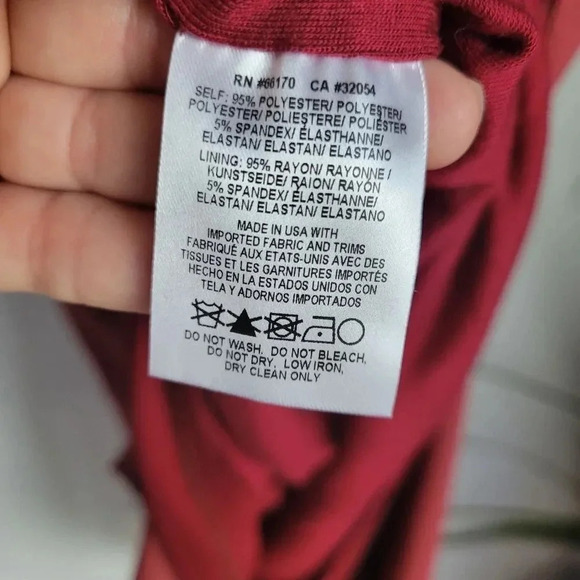 RN #66170 CA #32054
SELF: 95% POLYESTER/ POLYESTER/
POLYESTER/ POLIESTERE/ POLIÉSTER
5% SPANDEX/ ÉLASTHANNE/
ELASTAN/ ELASTAN/ ELASTANO
LINING: 95% RAYON/ RAYONNE /
KUNSTSEIDE/ RAION/ RAYÓN
5% SPANDEX/ ÉLASTHANNE/
ELASTAN/ ELASTAN/ ELASTANO
MADE IN USA WITH
IMPORTED FABRIC AND TRIMS
FABRIQUÉ AUX ETATS-UNIS AVEC DES
TISSUES ET LES GARNITURES IMPORTÉS
HECHO EN LA ESTADOS UNIDOS CON
TELA Y ADORNOS IMPORTADOS
DO NOT WASH. DO NOT BLEACH.
DO NOT DRY, LOW IRON,
DRY CLEAN ONLY